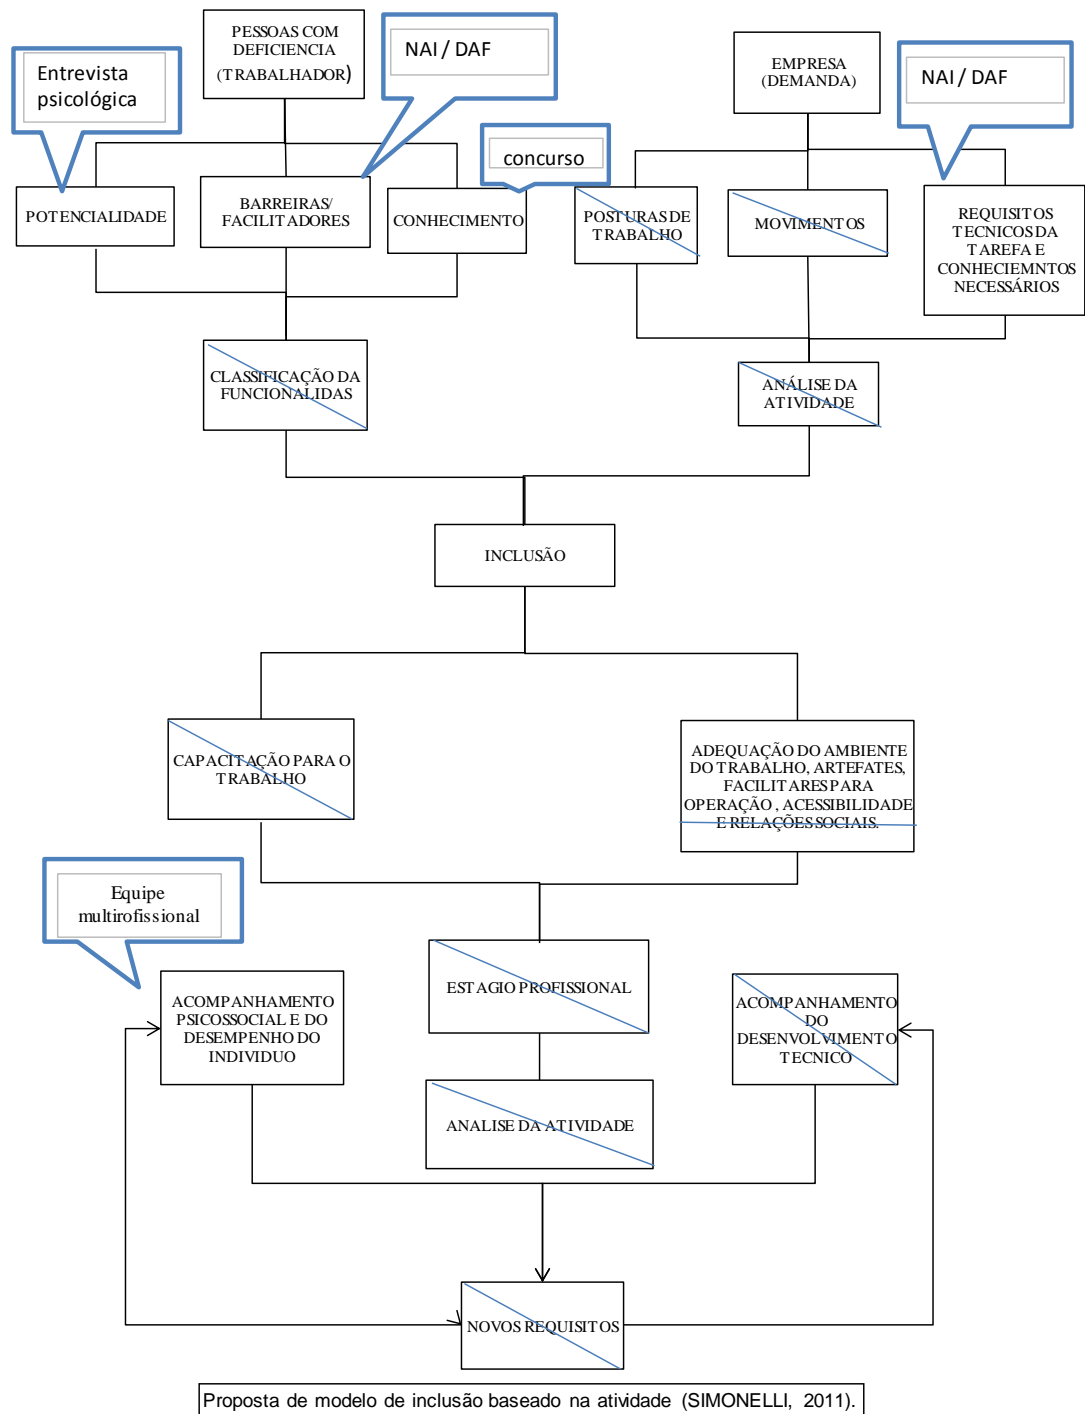 PESSOAS COM
DEFICIENCIA
(TRABALHADOR)
NAI / DAF
Entrevista
psicológica
EMPRESA
(DEMANDA)
NAI / DAF
concurso
POTENCIALIDADE
BARREIRAS/
FACILITADORES
CONHECIMENTO
POSTURAS DE
TRABALHO
MOVIMENTOS
REQUISITOS
TECNICOS DA
TAREFA E
CONHECIEMNTOS
NECESSÁRIOS
CLASSIFICAÇÃO DA
FUNCIONALIDAS
ANÁLISE DA
ATIVIDADE
INCLUSÃO
CAPACITAÇÃO PARA O
TRABALHO
ADEQUAÇÃO DO AMBIENTE
DO TRABALHO, ARTEFATES,
FACILITARES PARA
OPERAÇÃO , ACESSIBILIDADE
E RELAÇÕES SOCIAIS.
Equipe
multirofissional
ESTAGIO PROFISSIONAL
ACOMPANHAMENTO
PSICOSSOCIAL E DO
DESEMPENHO DO
INDIVIDUO
ACOMPANHAMENTO
DO
DESENVOLVIMENTO
TECNICO
ANALISE DA ATIVIDADE
NOVOS REQUISITOS
Proposta de modelo de inclusão baseado na atividade (SIMONELLI, 2011).